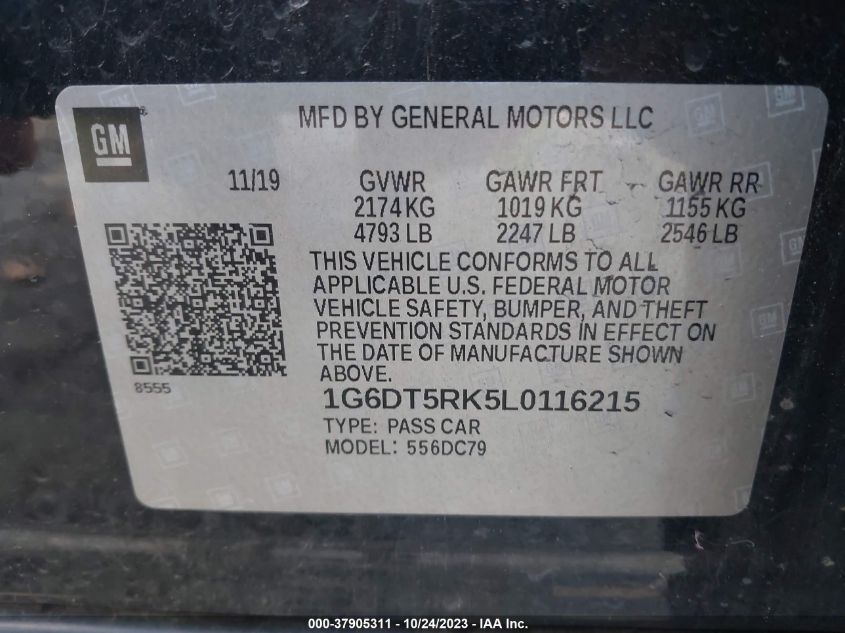 GM
MFD BY GENERAL MOTORS LLC
11/19 GVWR GAWR FRT GAWR RR
2174 KG 1019 KG 1155 KG
4793 LB 2247 LB 2546 LB
THIS VEHICLE CONFORMS TO ALL
APPLICABLE U.S. FEDERAL MOTOR
VEHICLE SAFETY, BUMPER, AND THEFT
PREVENTION STANDARDS IN EFFECT ON
THE DATE OF MANUFACTURE SHOWN
ABOVE.
8555
1G6DT5RK5L0116215
TYPE: PASS CAR
MODEL: 556DC79
000-37905311 - 10/24/2023 - IAA Inc.